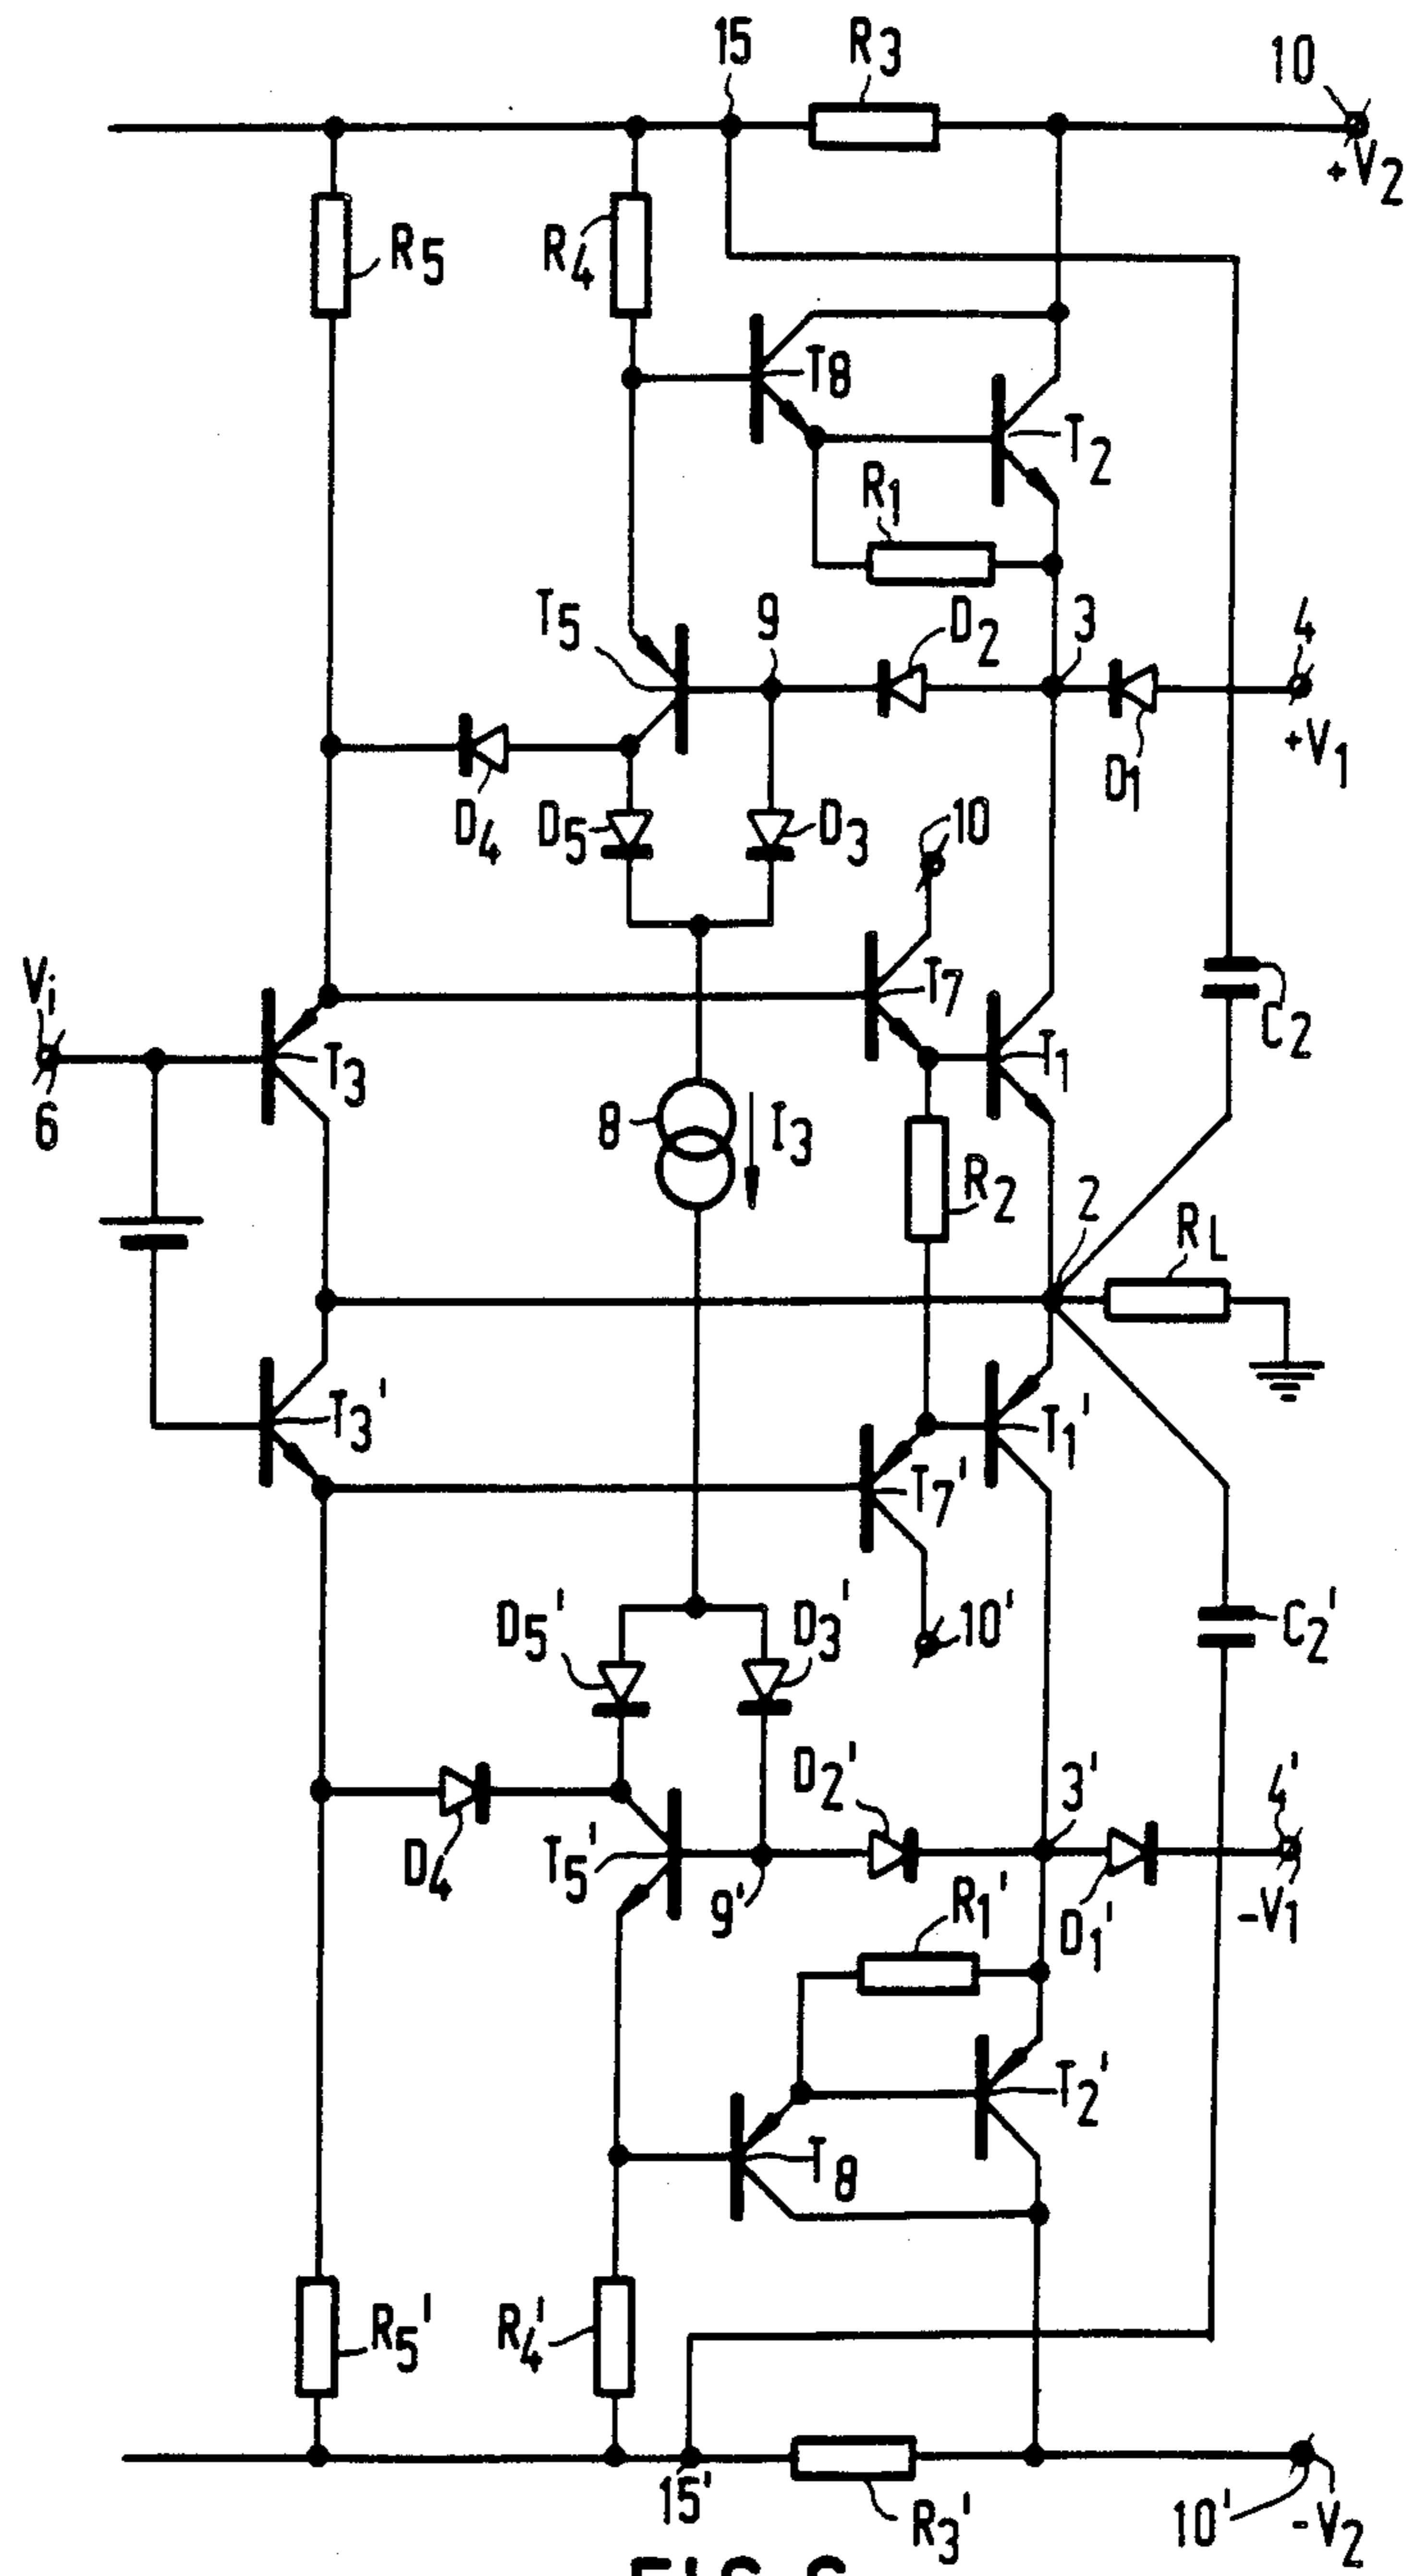 15
R3
10
+V2
R5
R4
T8
T2
R1
T5
9
D2
3
4
+V1
D1
D4
D5
D3
10
Vi
T7
T1
C2
6
T3
8
I3
R2
2
RL
T3'
T1'
T7'
D5'
D3'
10'
C2'
D2'
3'
4'
D4
T5'
9'
R1'
D1'
-V1
T2'
T8
R5'
R4'
15'
R3'
10'
-V2